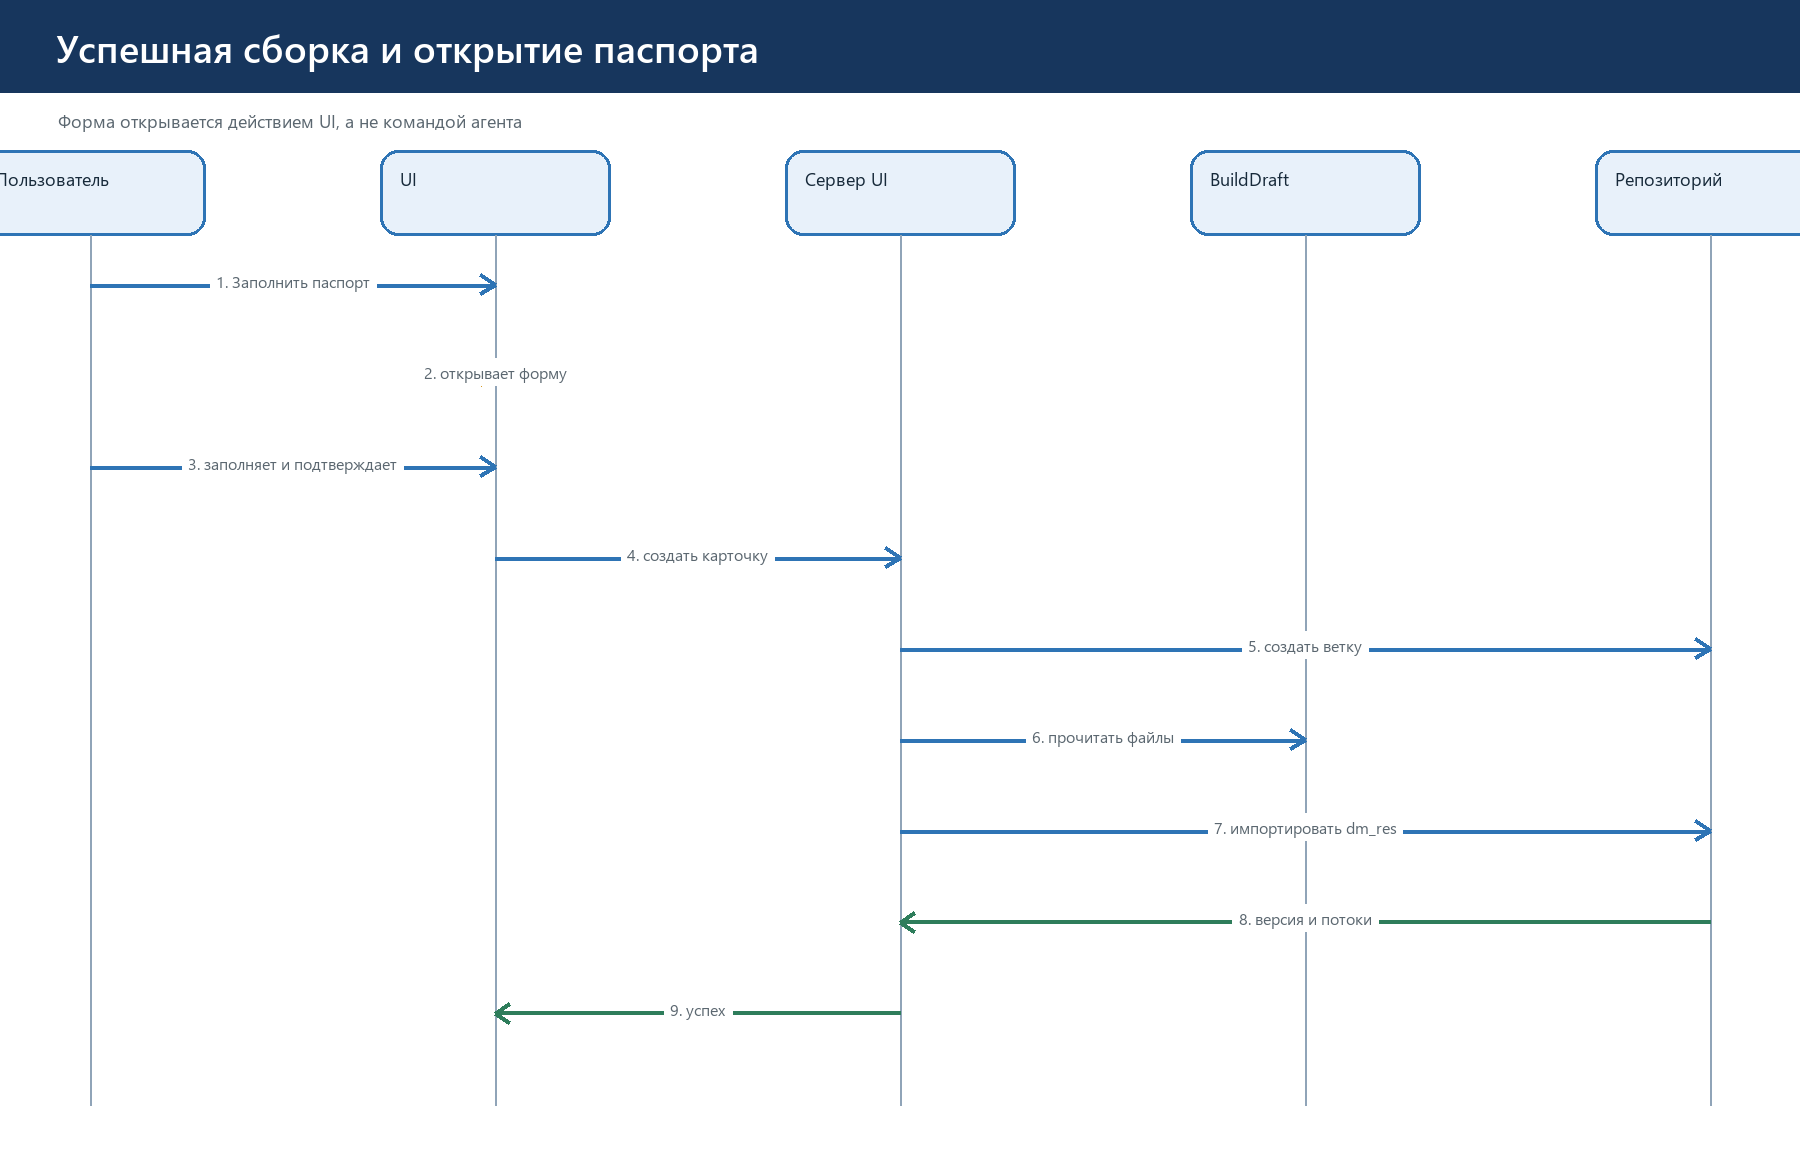 Успешная сборка и открытие паспорта
Форма открывается действием UI, а не командой агента
Пользователь
UI
Сервер UI
BuildDraft
Репозиторий
1. Заполнить паспорт
2. открывает форму
3. заполняет и подтверждает
4. создать карточку
5. создать ветку
6. прочитать файлы
7. импортировать dm_res
8. версия и потоки
9. успех